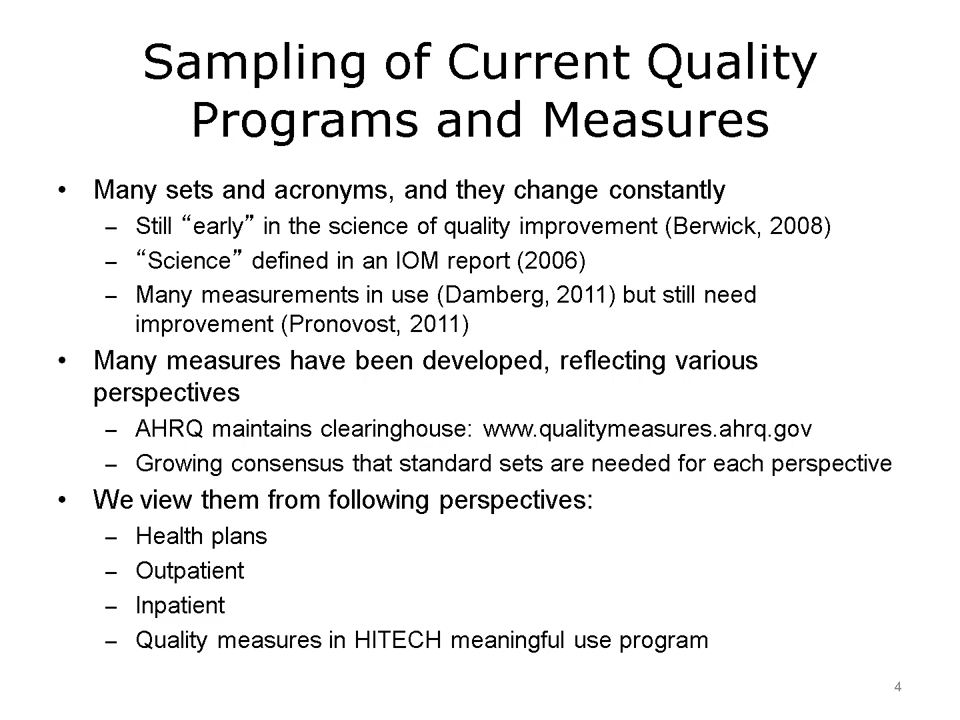 Sampling of Current Quality
Programs and Measures
• Many sets and acronyms, and they change constantly
– Still “early” in the science of quality improvement (Berwick, 2008)
– “Science” defined in an IOM report (2006)
– Many measurements in use (Damberg, 2011) but still need
improvement (Pronovost, 2011)
• Many measures have been developed, reflecting various
perspectives
– AHRQ maintains clearinghouse: www.qualitymeasures.ahrq.gov
– Growing consensus that standard sets are needed for each perspective
• We view them from following perspectives:
– Health plans
– Outpatient
– Inpatient
– Quality measures in HITECH meaningful use program
4